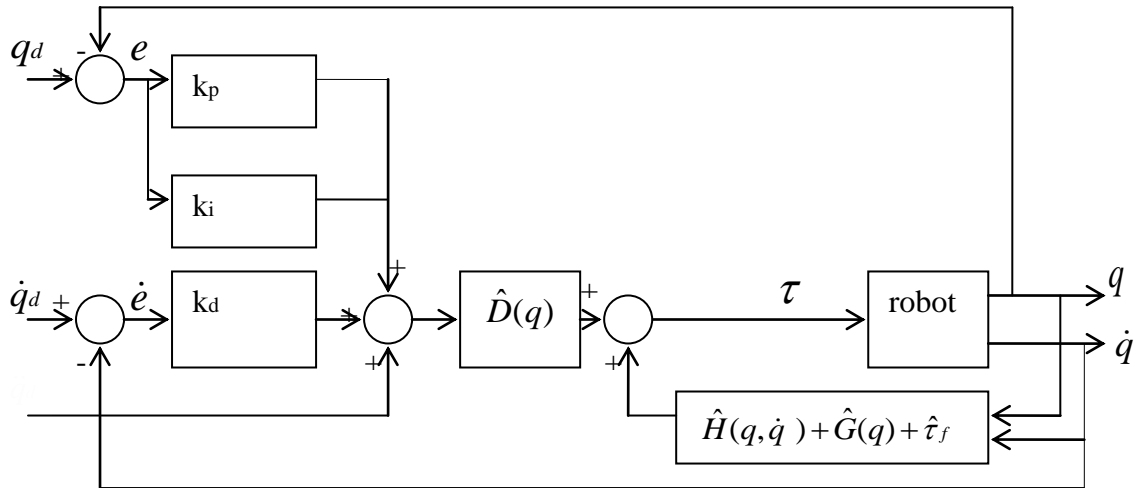 q_d
+
-
e
k_p
k_i
q̇_d
+
-
ė
k_d
+
+
+
D̂(q)
+
+
τ
robot
q
q̇
Ĥ(q,q̇)+Ĝ(q)+τ̂_f